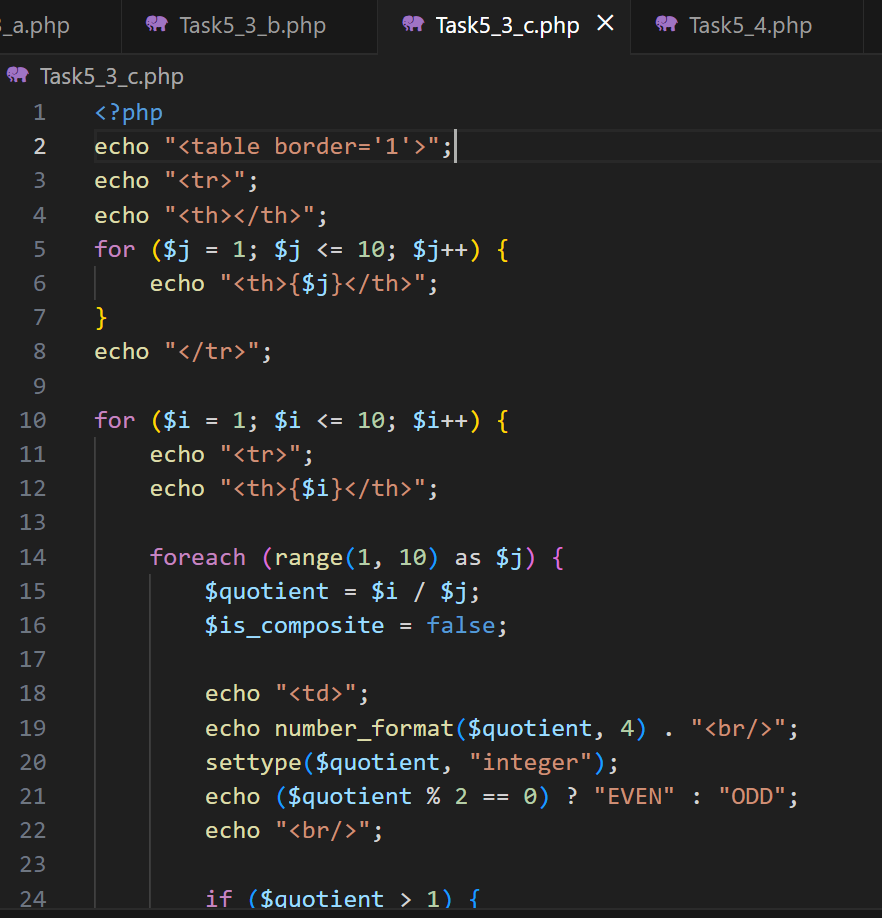 _a.php Task5_3_b.php Task5_3_c.php Task5_4.php
Task5_3_c.php
1 <?php
2 echo "<table border='1'>";
3 echo "<tr>";
4 echo "<th></th>";
5 for ($j = 1; $j <= 10; $j++) {
6     echo "<th>{$j}</th>";
7 }
8 echo "</tr>";
9
10 for ($i = 1; $i <= 10; $i++) {
11     echo "<tr>";
12     echo "<th>{$i}</th>";
13
14     foreach (range(1, 10) as $j) {
15         $quotient = $i / $j;
16         $is_composite = false;
17
18         echo "<td>";
19         echo number_format($quotient, 4) . "<br/>";
20         settype($quotient, "integer");
21         echo ($quotient % 2 == 0) ? "EVEN" : "ODD";
22         echo "<br/>";
23
24         if ($quotient > 1) {